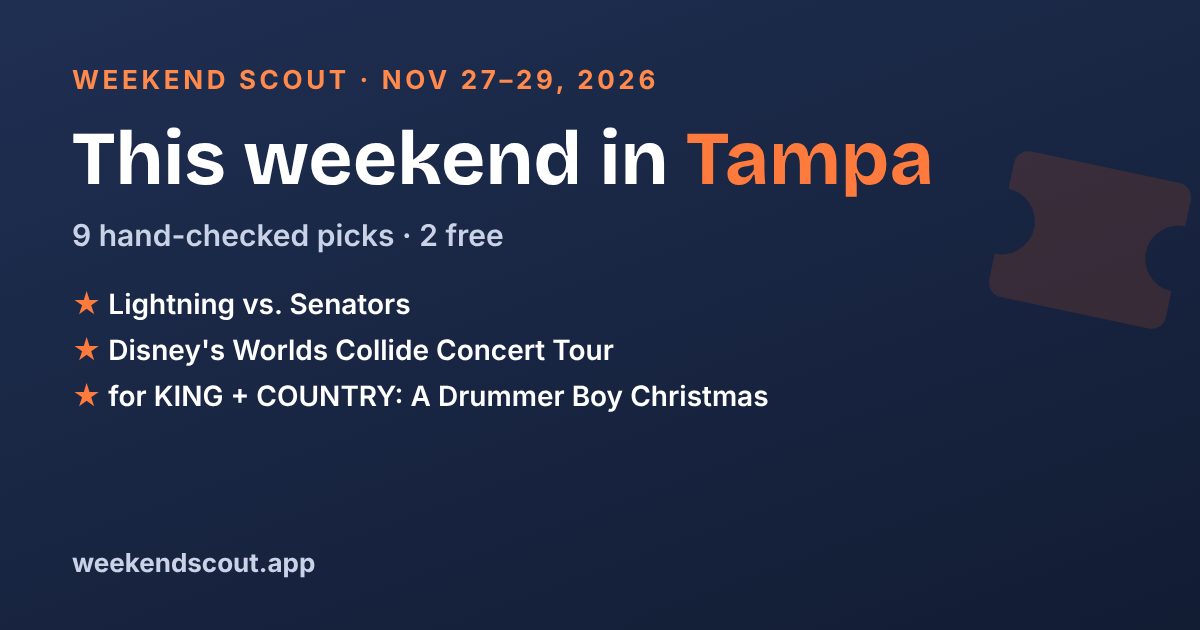 WEEKEND SCOUT · NOV 27–29, 2026
This weekend in Tampa
9 hand-checked picks · 2 free
★ Lightning vs. Senators
★ Disney's Worlds Collide Concert Tour
★ for KING + COUNTRY: A Drummer Boy Christmas
weekendscout.app